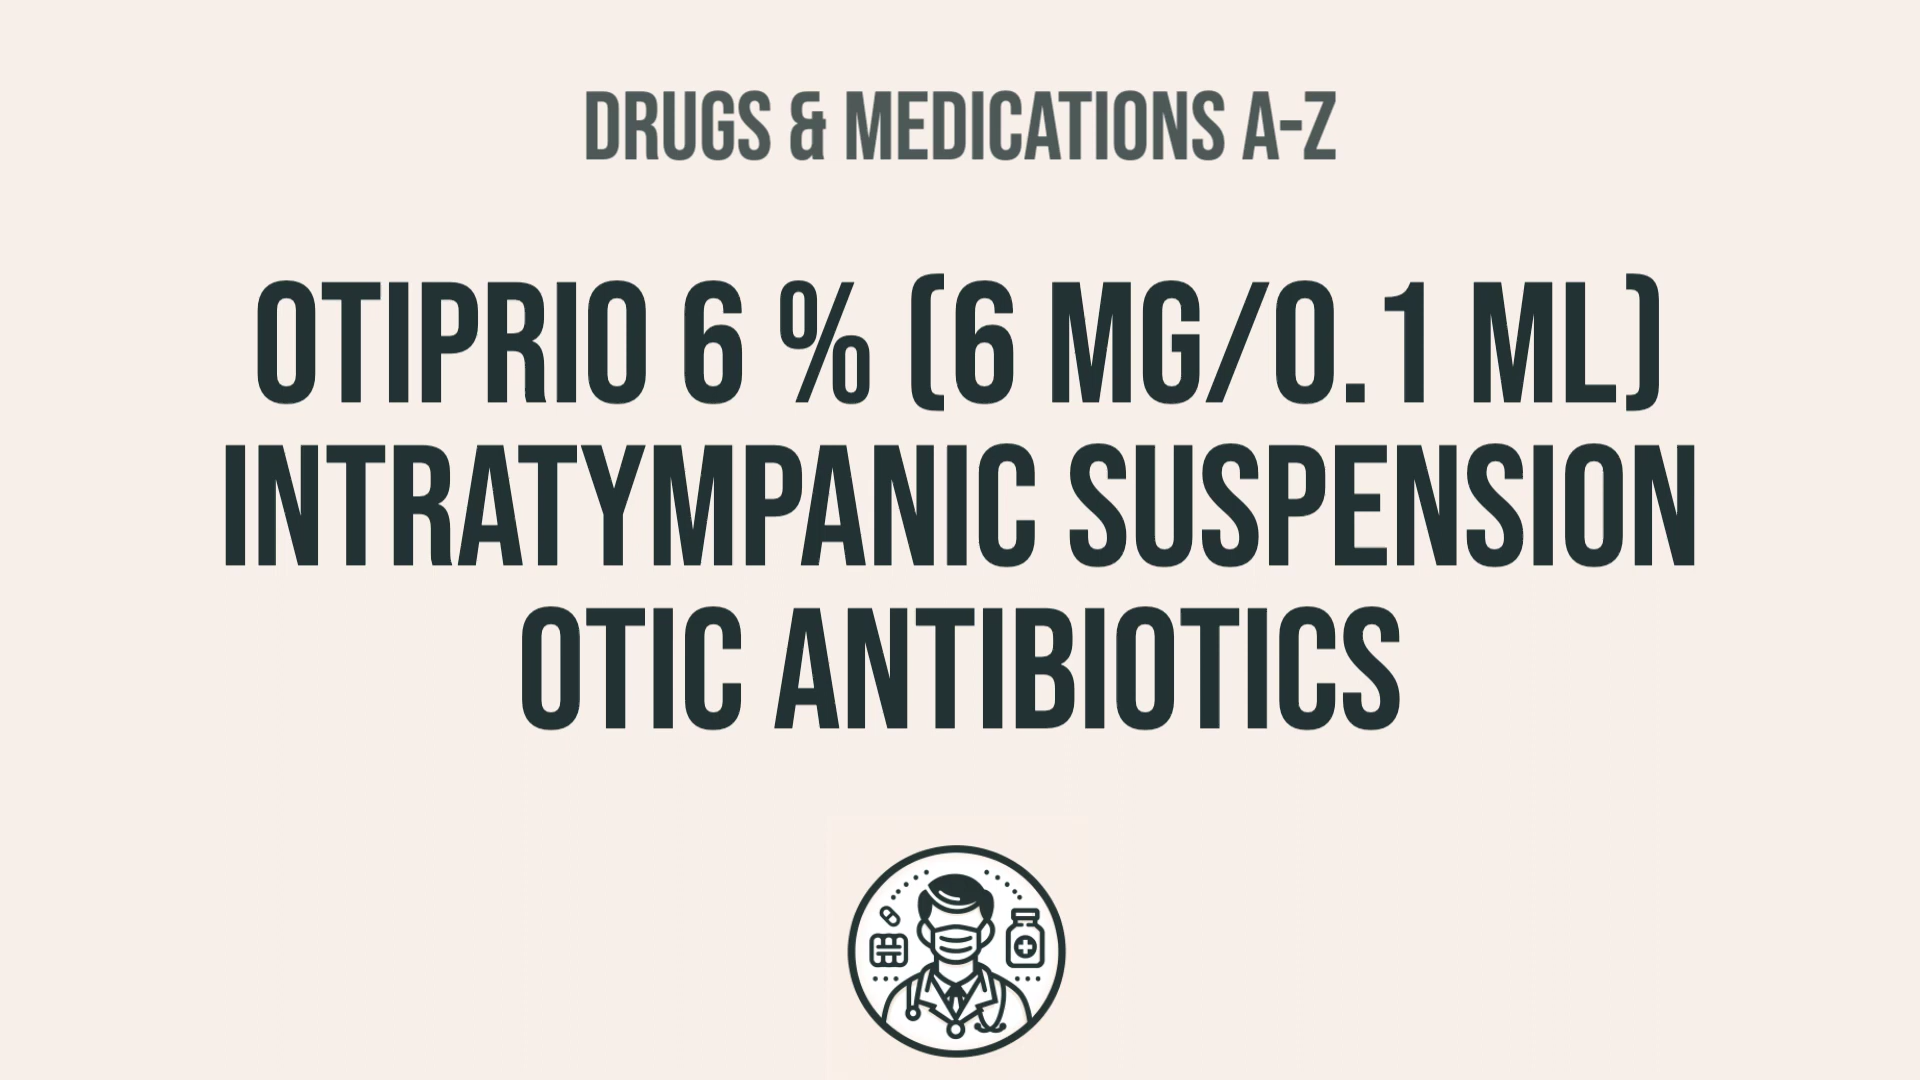 DRUGS & MEDICATIONS A-Z
OTIPRIO 6 % (6 MG/0.1 ML)
INTRATYMPANIC SUSPENSION
OTIC ANTIBIOTICS